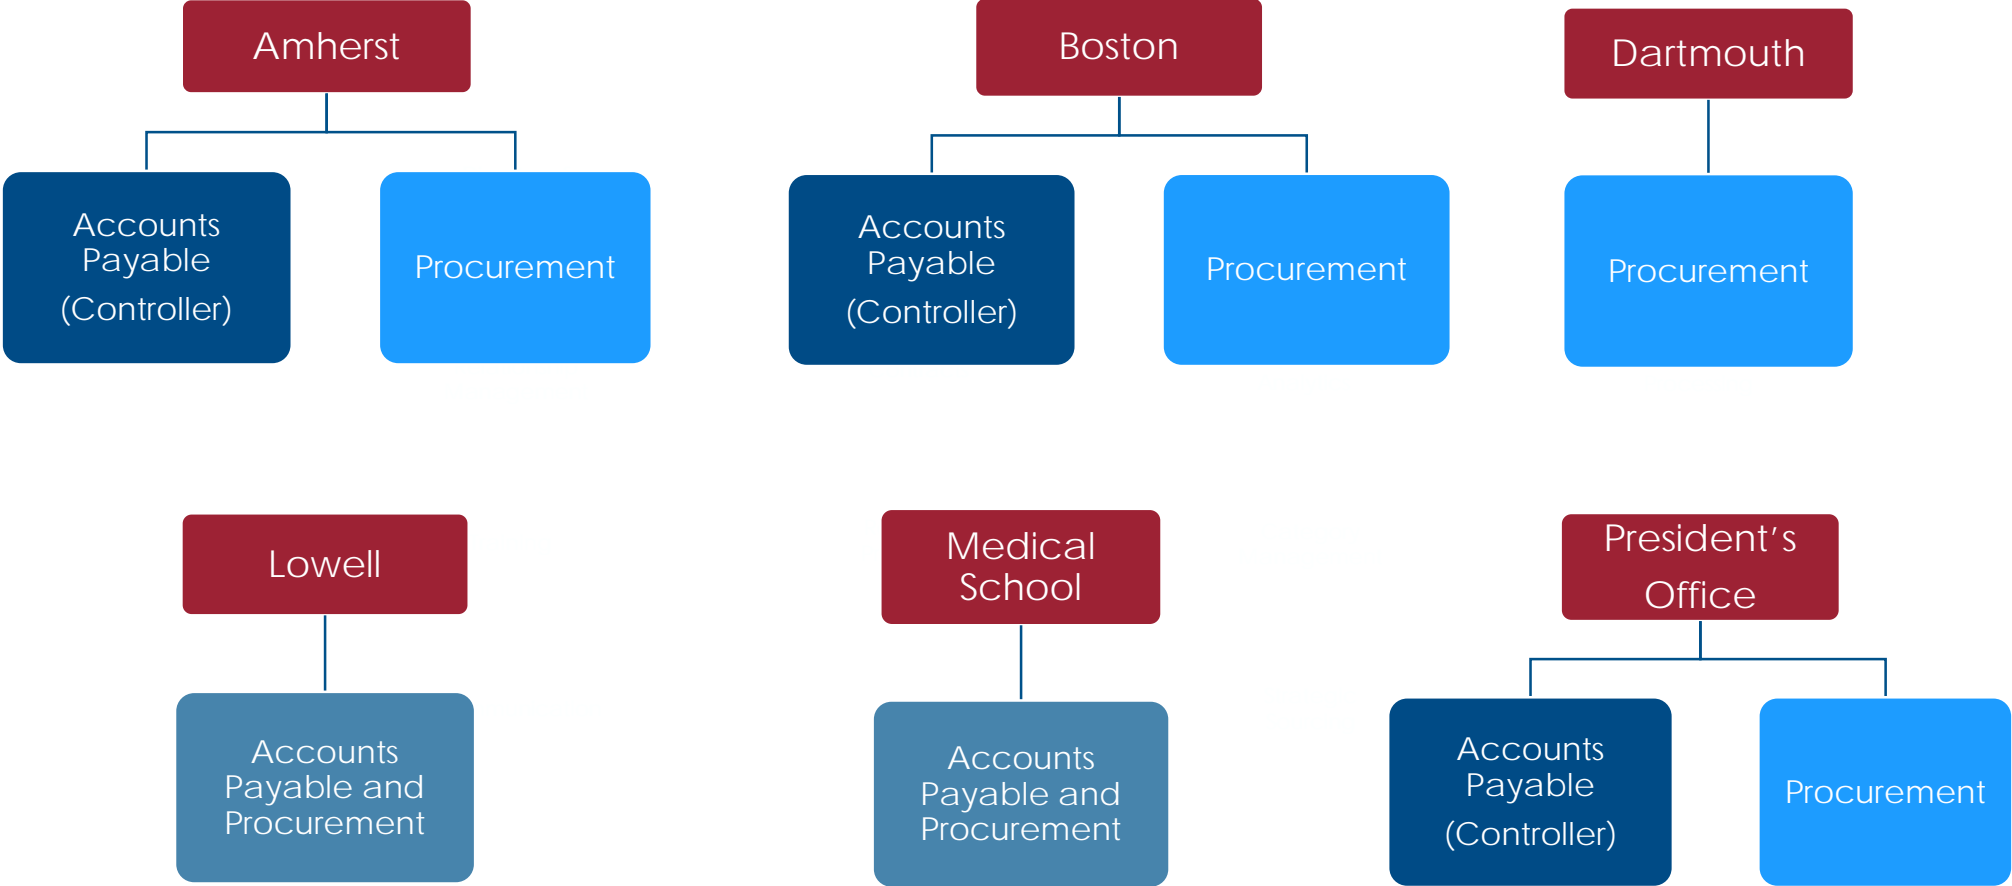 Amherst
Boston
Dartmouth
Accounts
Payable
(Controller)
Procurement
Accounts
Payable
(Controller)
Procurement
Procurement
Lowell
Medical
School
President’s
Office
Accounts
Payable and
Procurement
Accounts
Payable and
Procurement
Accounts
Payable
(Controller)
Procurement